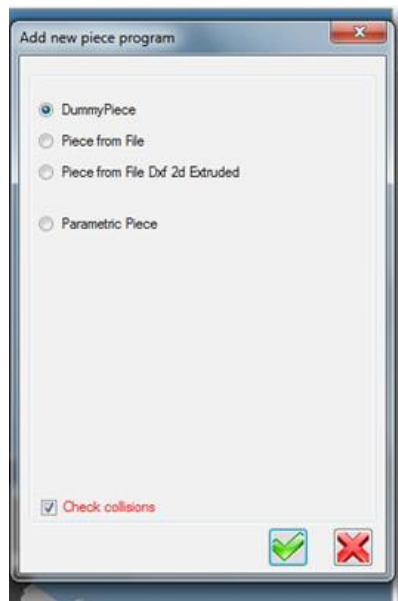 Add new piece program
DummyPiece
Piece from File
Piece from File Dxf 2d Extruded
Parametric Piece
Check collisions